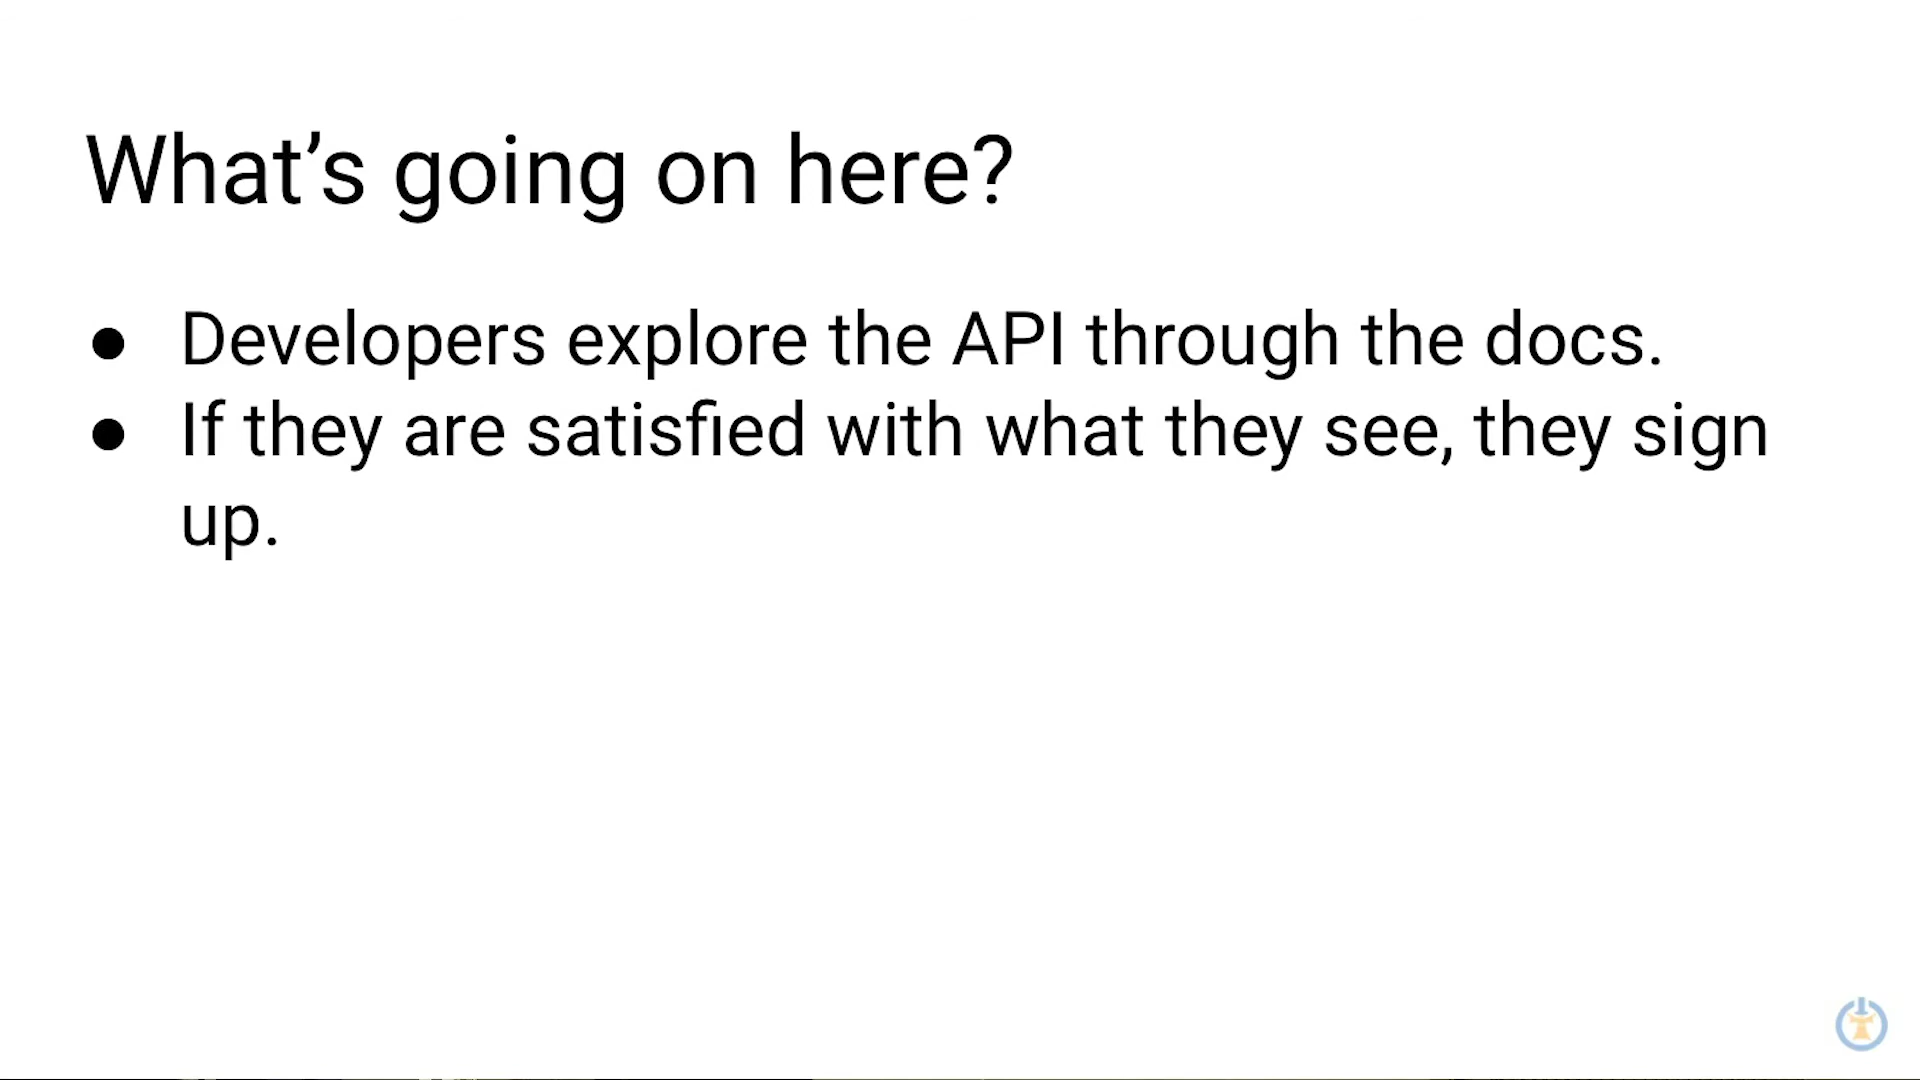 What’s going on here?
● Developers explore the API through the docs.
● If they are satisfied with what they see, they sign
up.